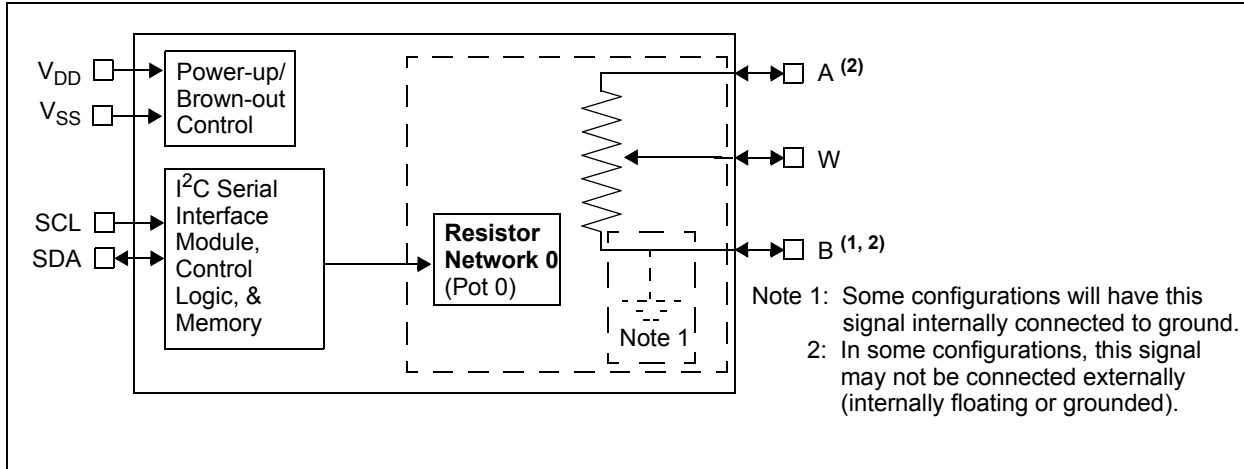 V_DD
V_SS
Power-up/
Brown-out
Control
SCL
SDA
I²C Serial
Interface
Module,
Control
Logic, &
Memory
Resistor
Network 0
(Pot 0)
Note 1
A (2)
W
B (1, 2)
Note 1: Some configurations will have this
signal internally connected to ground.
2: In some configurations, this signal
may not be connected externally
(internally floating or grounded).